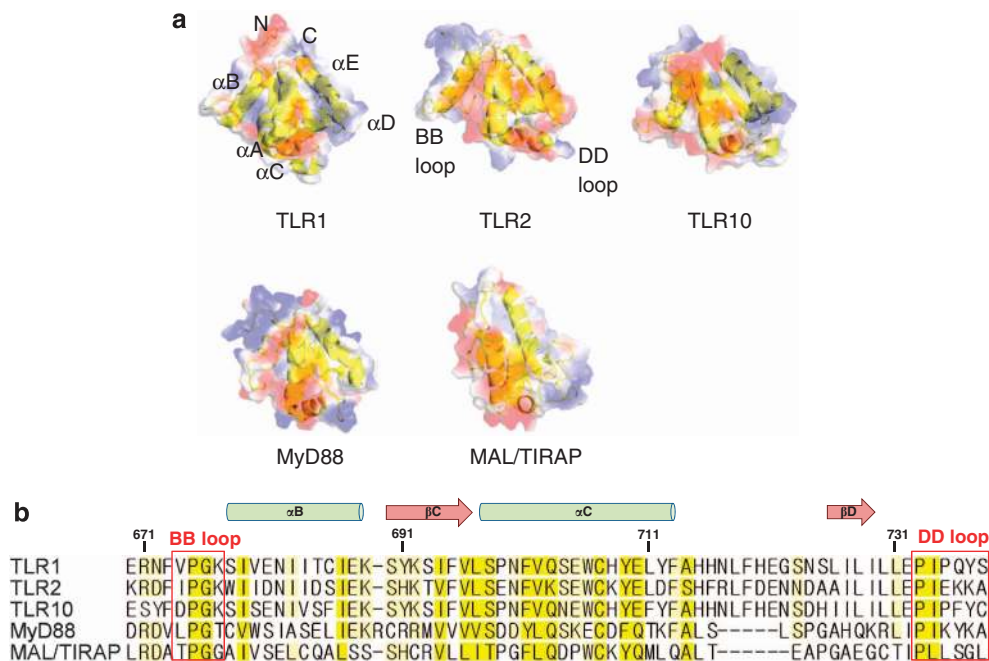 a
N
C
αE
αB
αD
αA
αC
BB
loop
DD
loop
TLR1
TLR2
TLR10
MyD88
MAL/TIRAP
b
αB
βC
αC
βD
671
BB loop
691
711
731
DD loop
TLR1 ERNFVPGKSIVENIITCIEK-SYKSIFVLSPNFVQSEWCHYELYFAHHNLFHEGSNSLILILLEPIPQYS
TLR2 KRDFIPGKWIIDNIIDSIEK-SHKTVFVLSENFVKSEWCKYELDFSHFRLFDENNDAAILILLEPIEKKA
TLR10 ESYFDPGKSISENIVSFIEK-SYKSIFVLSPNFVQNEWCHYEFYFAHHNLFHENSDHIILILLEPIPFYC
MyD88 DRDVLPGTCVWSIASELIEKRCRRMVVVVSDDYLQSKECDFQTKFALS-----LSPGAHQKRLIPIKYKA
MAL/TIRAP LRDATPGGAIVSELCQALSS-SHCRVLLITPGFLQDPWCKYQMLQALT-----EAPGAEGCTIPLLSGL